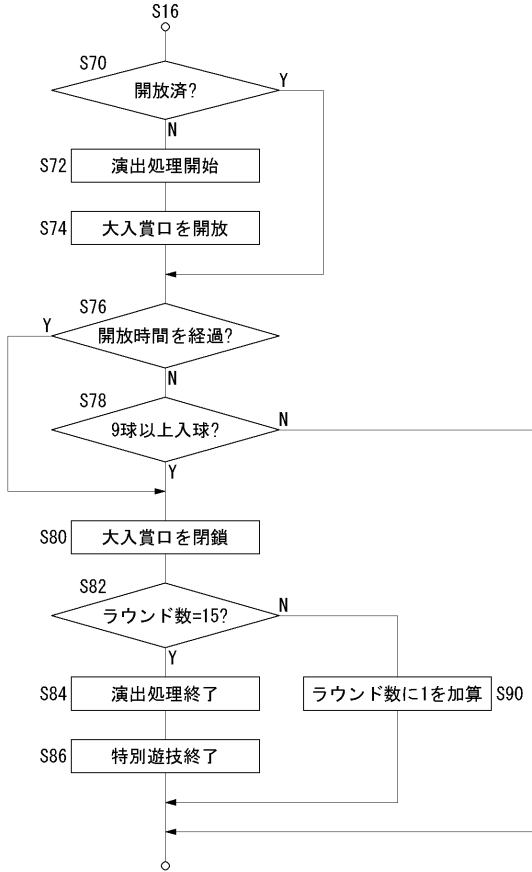 S16
S70
開放済?
Y
N
S72
演出処理開始
S74
大入賞口を開放
S76
Y
開放時間を経過?
N
S78
9球以上入球?
N
Y
S80
大入賞口を閉鎖
S82
ラウンド数=15?
N
Y
S84
演出処理終了
ラウンド数に1を加算
S90
S86
特別遊技終了